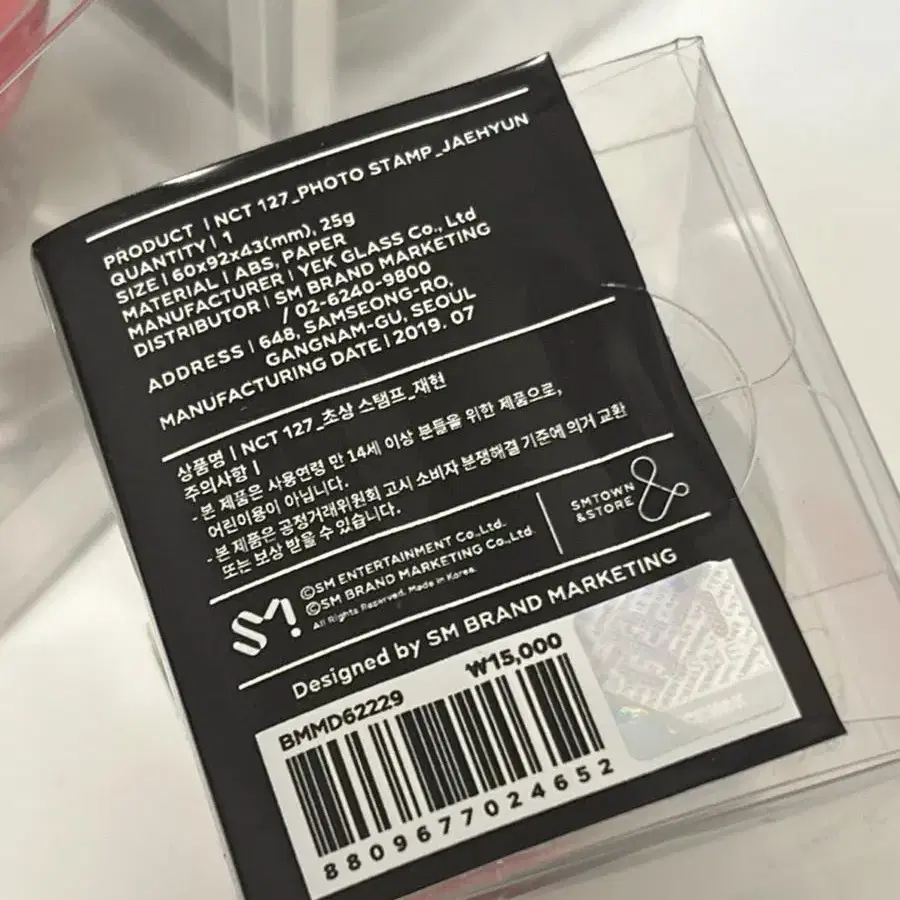 PRODUCT | NCT 127_PHOTO STAMP_JAEHYUN
QUANTITY | 1
SIZE | 60x92x43(mm), 25g
MATERIAL | ABS, PAPER
MANUFACTURER | YEK GLASS Co., Ltd
DISTRIBUTOR | SM BRAND MARKETING
/ 02-6240-9800
ADDRESS | 648, SAMSEONG-RO,
GANGNAM-GU, SEOUL
MANUFACTURING DATE | 2019. 07
상품명 | NCT 127_초상 스탬프_재현
주의사항 |
- 본 제품은 사용연령 만 14세 이상 분들을 위한 제품으로,
어린이용이 아닙니다.
- 본 제품은 공정거래위원회 고시 소비자 분쟁해결 기준에 의거 교환
또는 보상 받을 수 있습니다.
SM!
©SM ENTERTAINMENT Co.,Ltd.
©SM BRAND MARKETING Co.,Ltd.
All Rights Reserved. Made in Korea.
SMTOWN
&STORE
&
Designed by SM BRAND MARKETING
BMMD62229
₩15,000
8809677024652